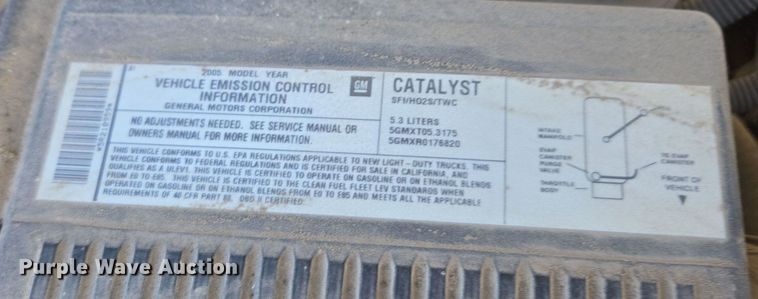 2005 MODEL YEAR
VEHICLE EMISSION CONTROL
INFORMATION
GENERAL MOTORS CORPORATION
GM
CATALYST
SFI/HO2S/TWC
NO ADJUSTMENTS NEEDED. SEE SERVICE MANUAL OR
OWNERS MANUAL FOR MORE INFORMATION.
5.3 LITERS
5GMXT05.3175
5GMXR0176820
THIS VEHICLE CONFORMS TO U.S. EPA REGULATIONS APPLICABLE TO NEW LIGHT-DUTY TRUCKS. THIS
VEHICLE CONFORMS TO FEDERAL REGULATIONS AND IS CERTIFIED FOR SALE IN CALIFORNIA, AND
QUALIFIES AS A ULEV1. THIS VEHICLE IS CERTIFIED TO OPERATE ON GASOLINE OR ON ETHANOL BLENDS
FROM E0 TO E85. THIS VEHICLE IS CERTIFIED TO THE CLEAN FUEL FLEET LEV STANDARDS WHEN
OPERATED ON GASOLINE OR ON ETHANOL BLENDS FROM E0 TO E85 AND MEETS ALL THE APPLICABLE
REQUIREMENTS OF 40 CFR PART 88. OBD II CERTIFIED.
INTAKE
MANIFOLD
EVAP
CANISTER
PURGE
VALVE
THROTTLE
BODY
TO EVAP
CANISTER
FRONT OF
VEHICLE
Purple Wave Auction